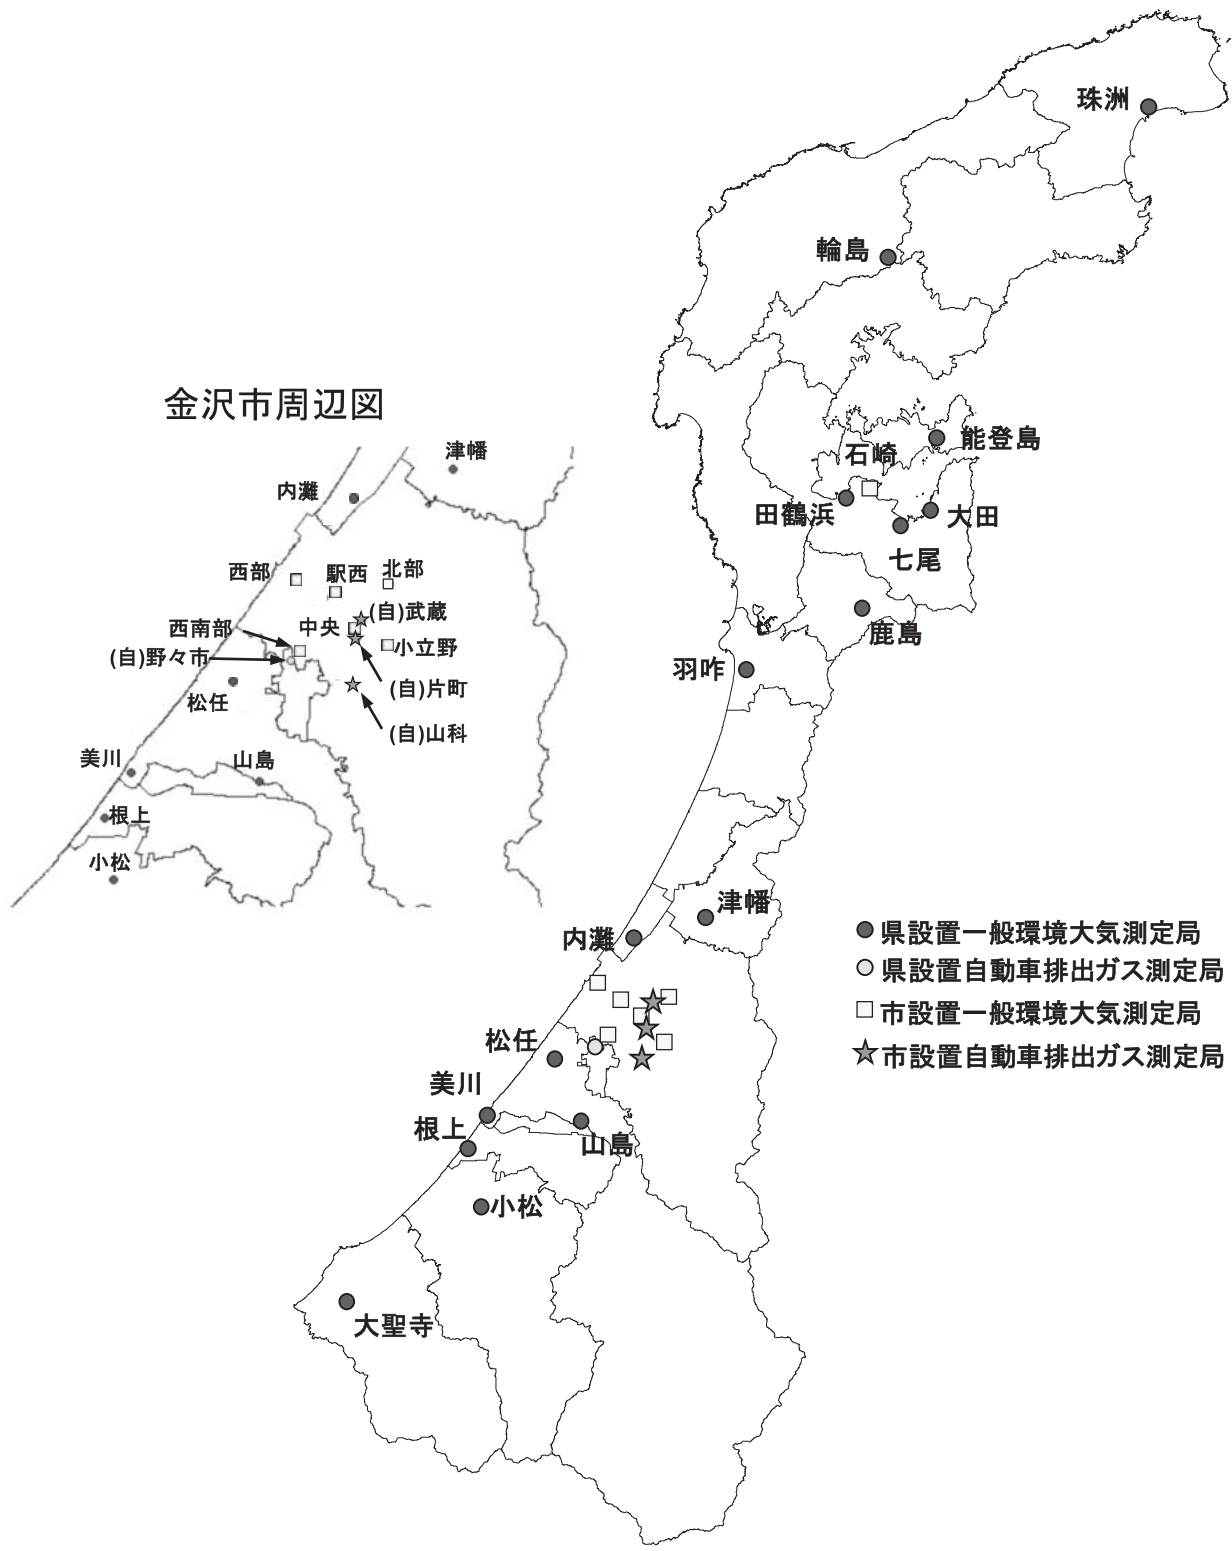 珠洲
輪島
能登島
石崎
田鶴浜
大田
七尾
鹿島
羽咋
金沢市周辺図
津幡
内灘
西部
駅西
北部
(自)武蔵
中央
西南部
小立野
(自)野々市
(自)片町
松任
(自)山科
美川
山島
根上
小松
津幡
内灘
松任
美川
根上
山島
小松
大聖寺
県設置一般環境大気測定局
県設置自動車排出ガス測定局
市設置一般環境大気測定局
市設置自動車排出ガス測定局